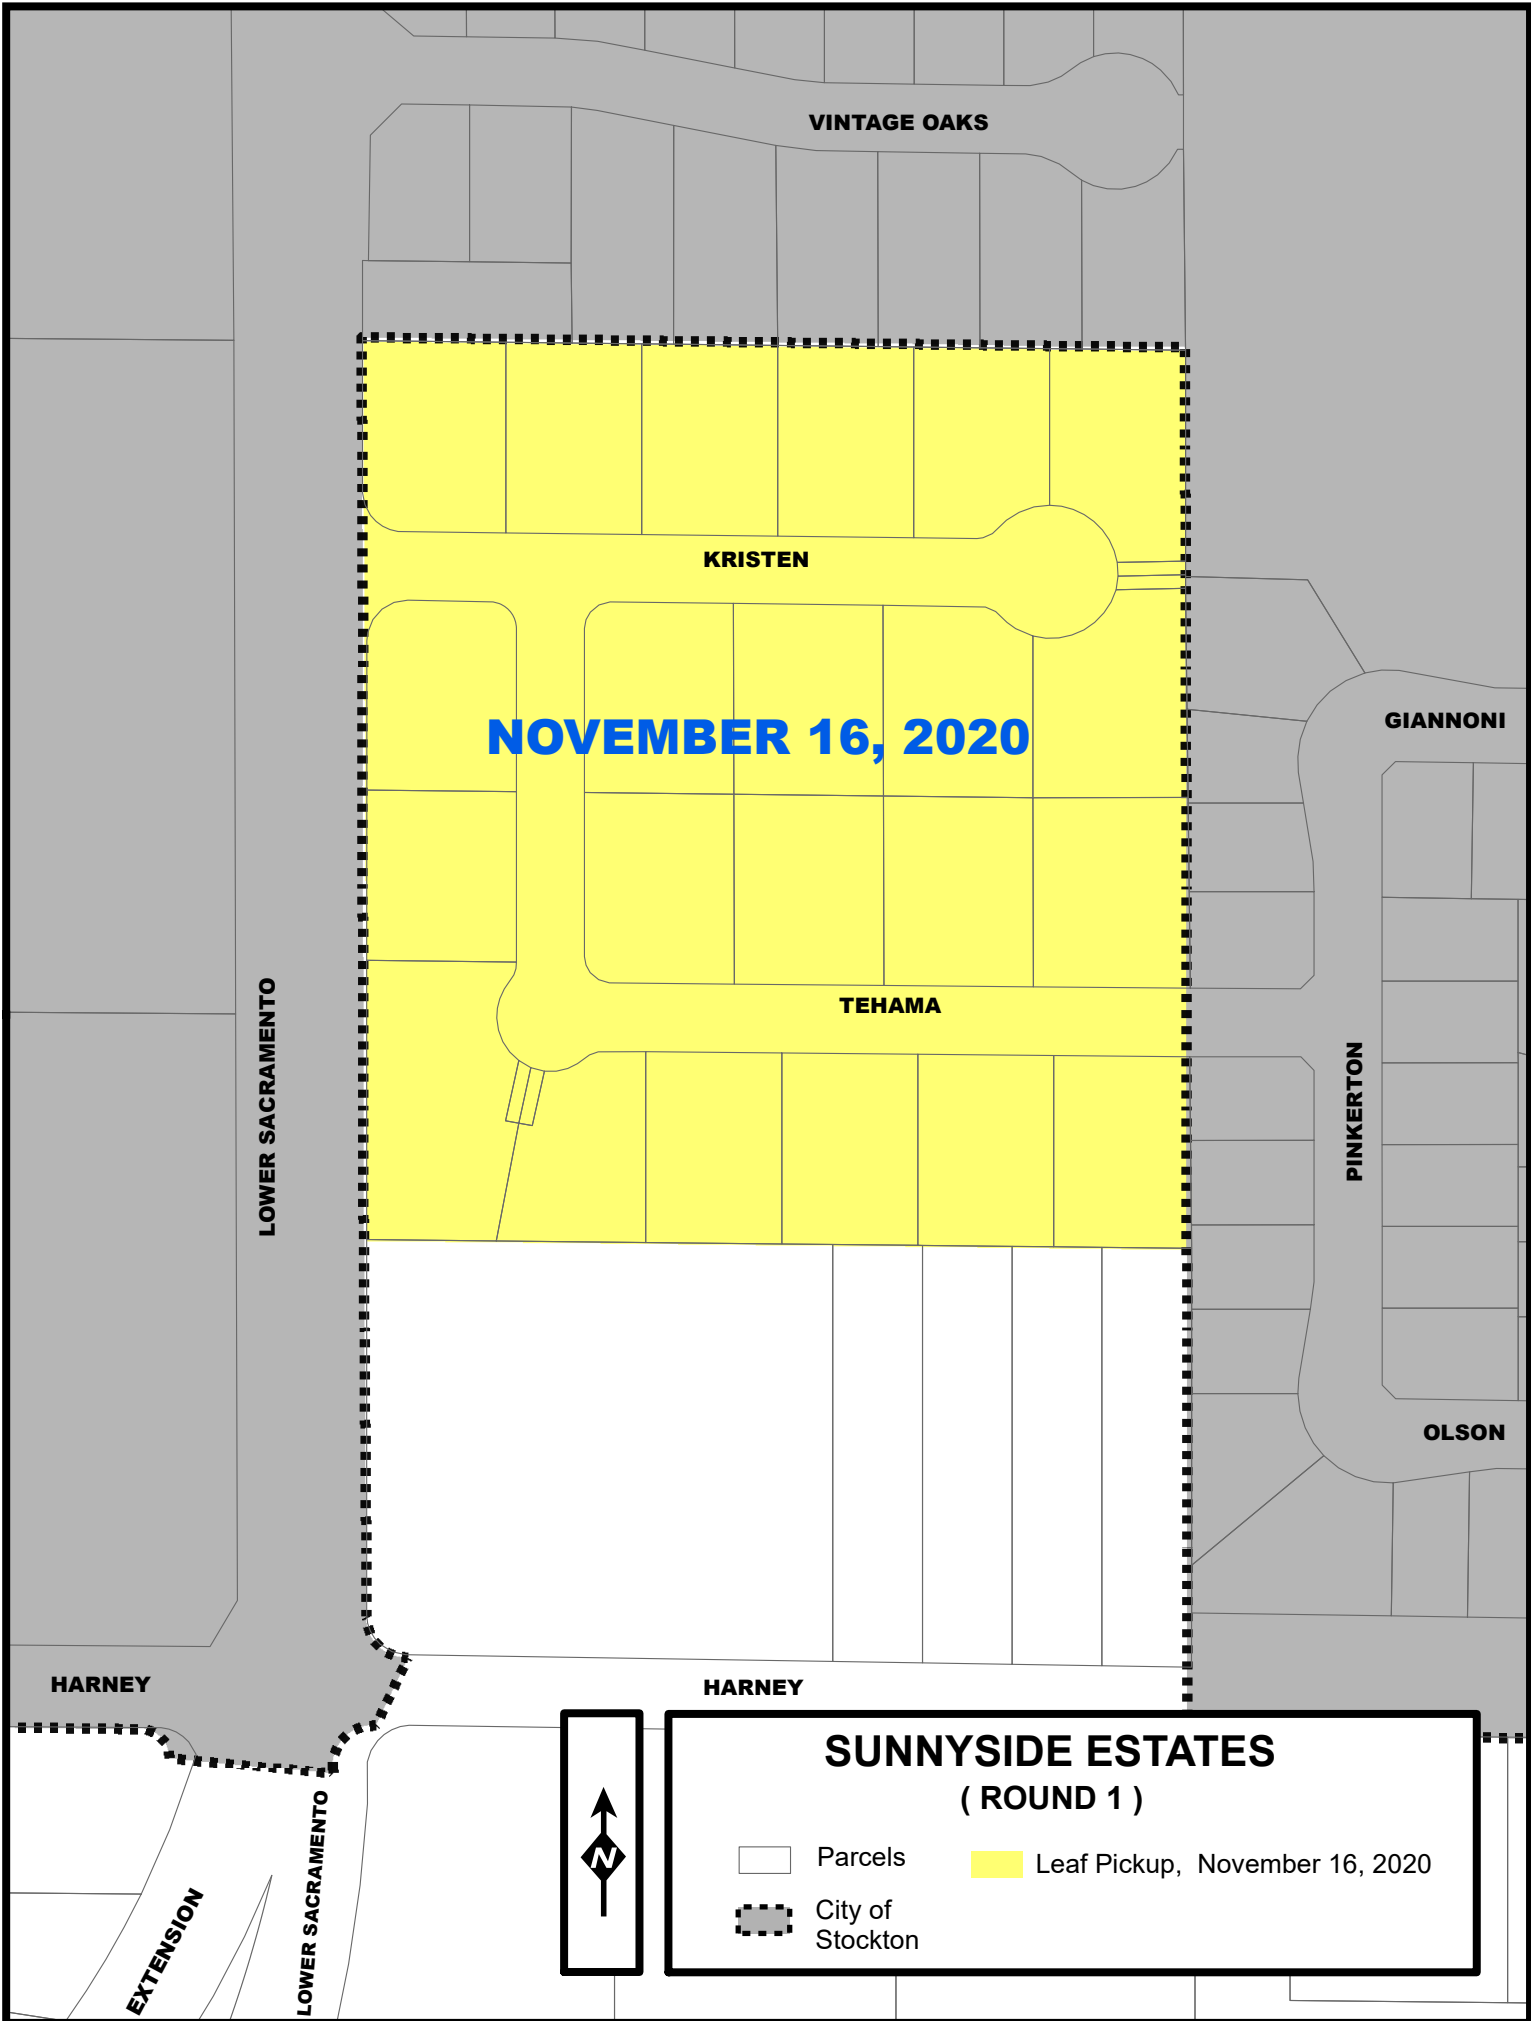 VINTAGE OAKS
KRISTEN
GIANNONI
NOVEMBER 16, 2020
TEHAMA
LOWER SACRAMENTO
PINKERTON
OLSON
HARNEY
HARNEY
SUNNYSIDE ESTATES
( ROUND 1 )
N
Parcels
Leaf Pickup, November 16, 2020
City of
Stockton
EXTENSION
LOWER SACRAMENTO